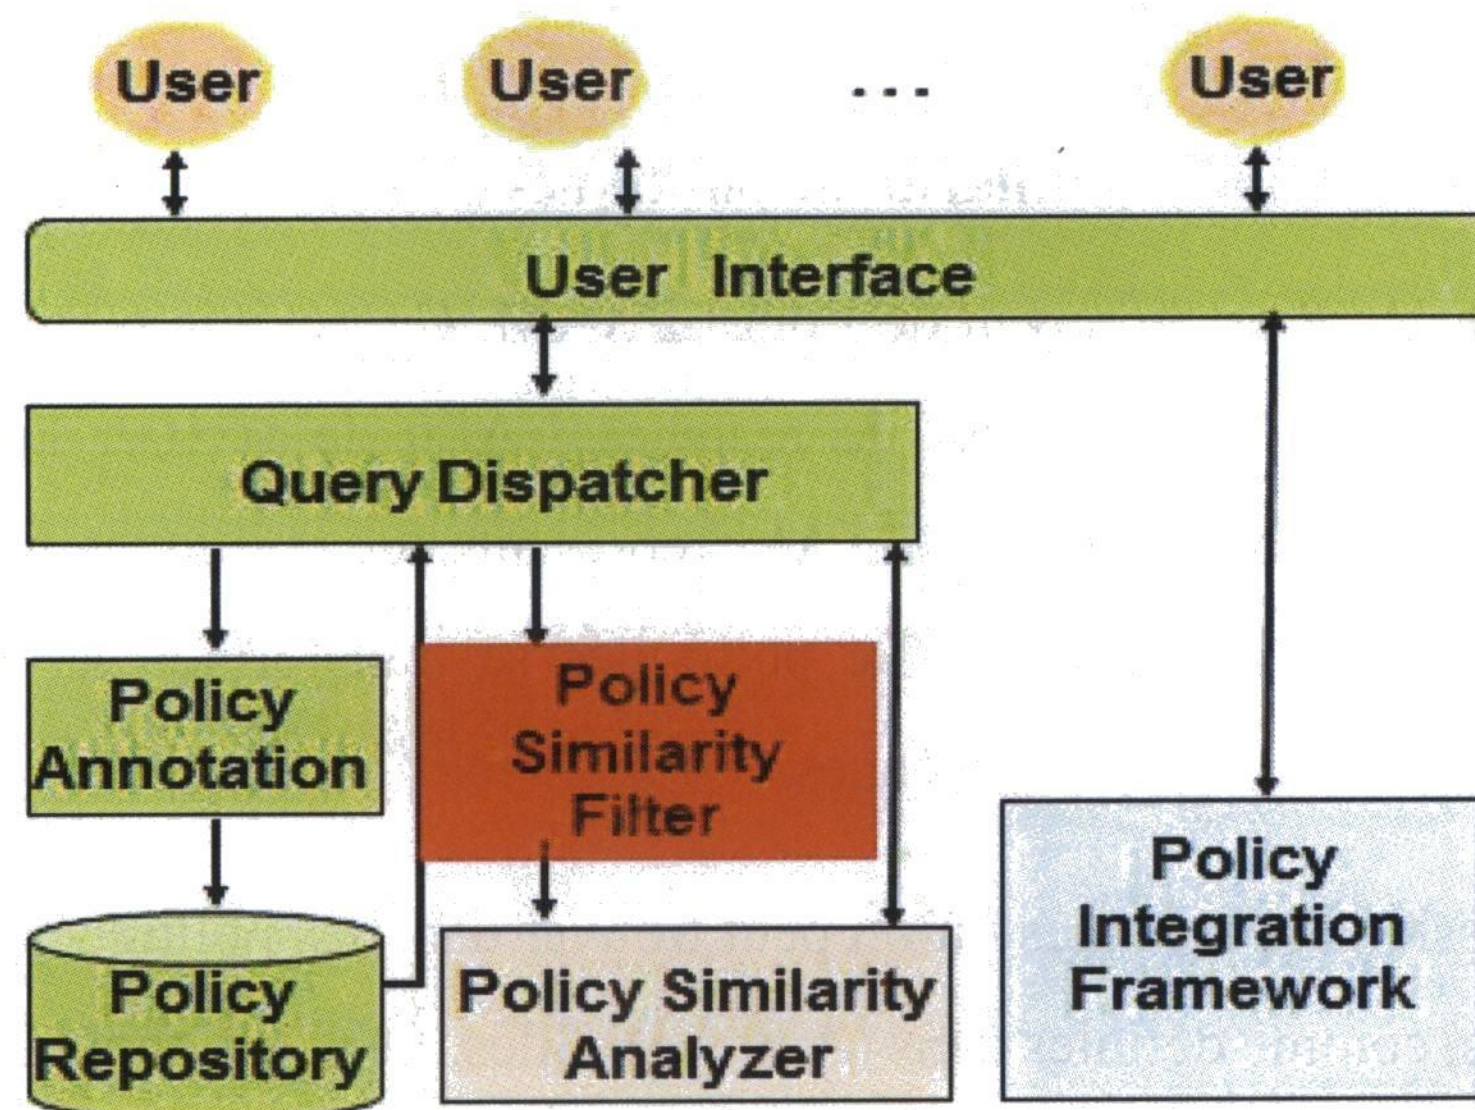 User User ... User
User Interface
Query Dispatcher
Policy
Annotation
Policy
Similarity
Filter
Policy
Repository
Policy Similarity
Analyzer
Policy
Integration
Framework